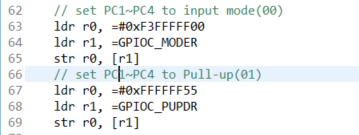 62 // set PC1~PC4 to input mode(00)
63 ldr r0, =#0xF3FFFF00
64 ldr r1, =GPIOC_MODER
65 str r0, [r1]
66 // set PC1~PC4 to Pull-up(01)
67 ldr r0, =#0xFFFFFF55
68 ldr r1, =GPIOC_PUPDR
69 str r0, [r1]